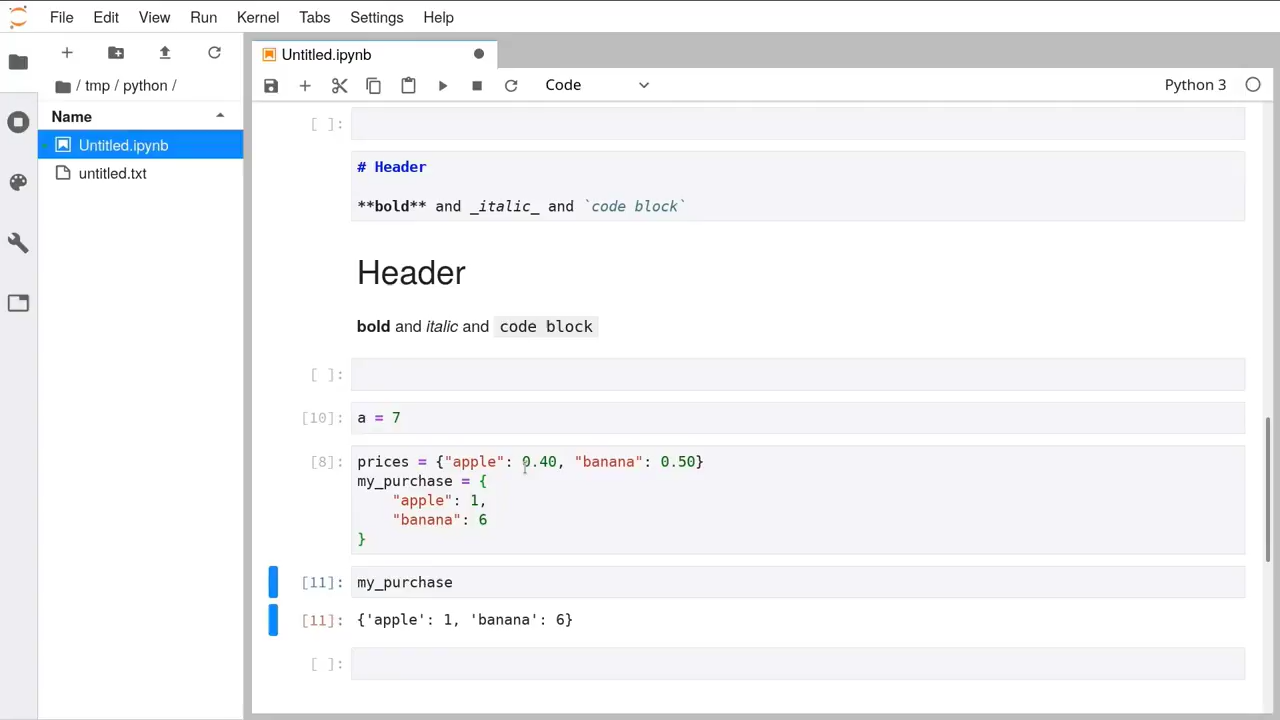 File Edit View Run Kernel Tabs Settings Help
/ tmp / python /
Name
Untitled.ipynb
untitled.txt
Untitled.ipynb
Code
Python 3
[ ]:
# Header
**bold** and _italic_ and `code block`
Header
bold and italic and code block
[ ]:
[10]: a = 7
[8]: prices = {"apple": 0.40, "banana": 0.50}
my_purchase = {
"apple": 1,
"banana": 6
}
[11]: my_purchase
[11]: {'apple': 1, 'banana': 6}
[ ]: